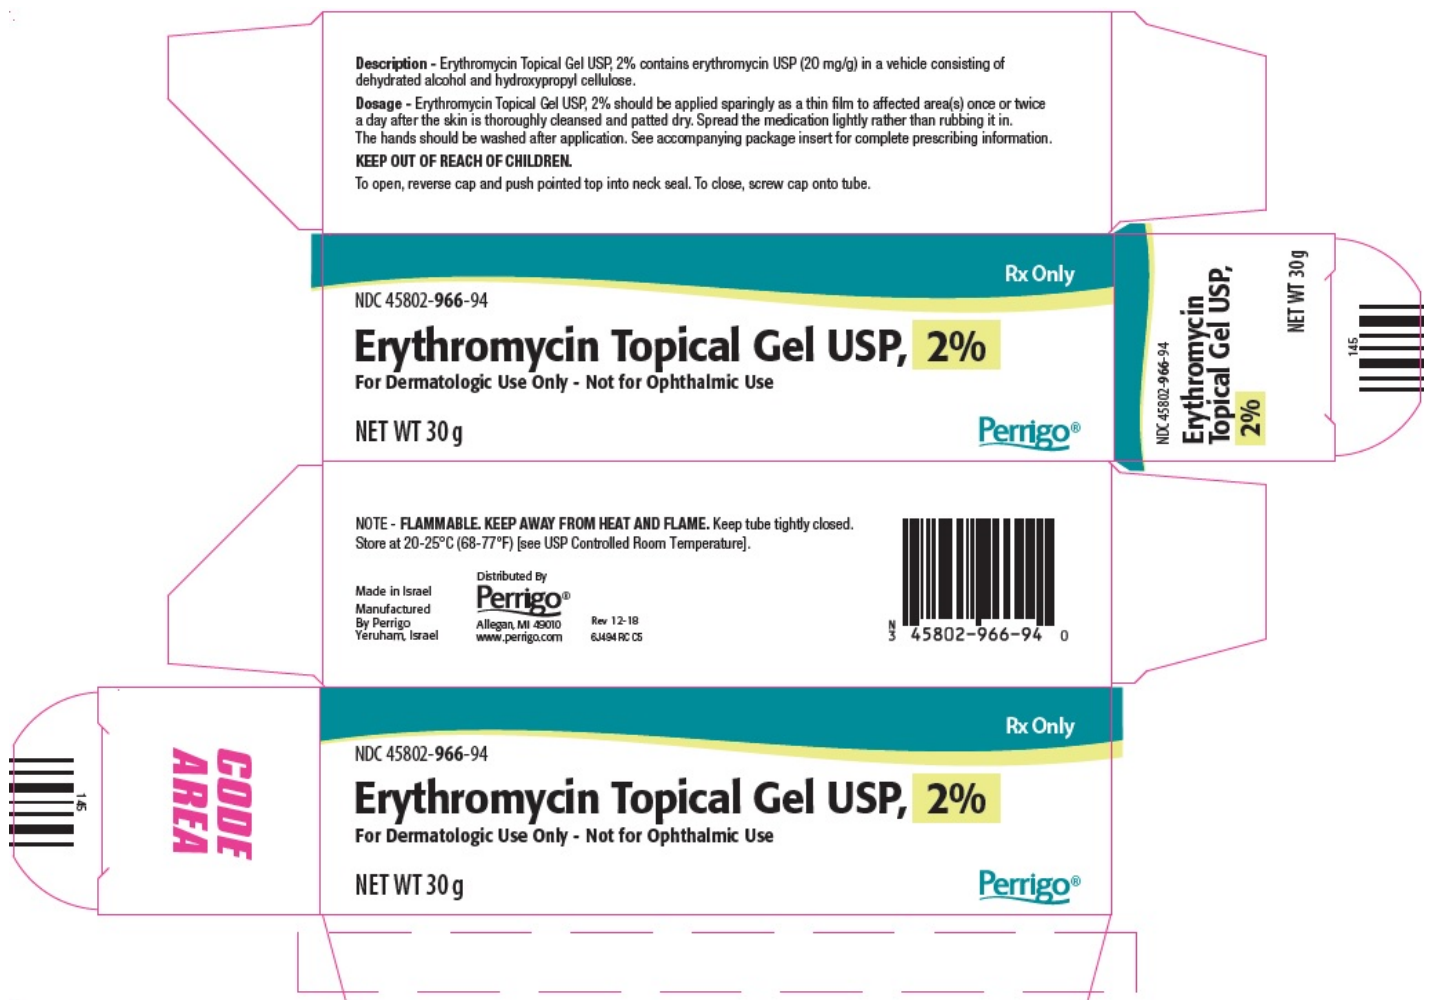 Description - Erythromycin Topical Gel USP, 2% contains erythromycin USP (20 mg/g) in a vehicle consisting of
dehydrated alcohol and hydroxypropyl cellulose.
Dosage - Erythromycin Topical Gel USP, 2% should be applied sparingly as a thin film to affected area(s) once or twice
a day after the skin is thoroughly cleansed and patted dry. Spread the medication lightly rather than rubbing it in.
The hands should be washed after application. See accompanying package insert for complete prescribing information.
KEEP OUT OF REACH OF CHILDREN.
To open, reverse cap and push pointed top into neck seal. To close, screw cap onto tube.
Rx Only
NDC 45802-966-94
Erythromycin Topical Gel USP, 2%
For Dermatologic Use Only - Not for Ophthalmic Use
NET WT 30 g
Perrigo®
NDC 45802-966-94
Erythromycin
Topical Gel USP,
2%
NET WT 30 g
145
NOTE - FLAMMABLE. KEEP AWAY FROM HEAT AND FLAME. Keep tube tightly closed.
Store at 20-25°C (68-77°F) [see USP Controlled Room Temperature].
Made in Israel
Manufactured
By Perrigo
Yeruham, Israel
Distributed By
Perrigo®
Allegan, MI 49010
www.perrigo.com
Rev 12-18
6J494 RC C5
N
3 45802-966-94 0
Rx Only
NDC 45802-966-94
Erythromycin Topical Gel USP, 2%
For Dermatologic Use Only - Not for Ophthalmic Use
NET WT 30 g
Perrigo®
CODE
AREA
145